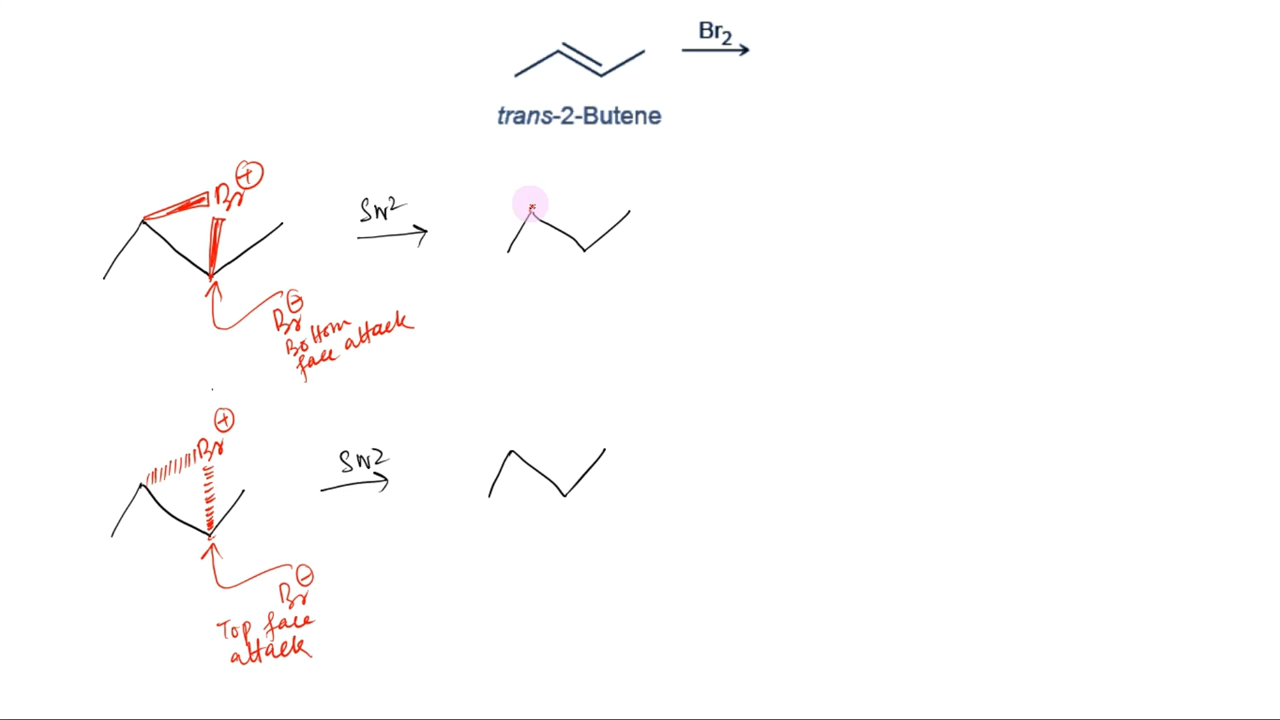 Br2
trans-2-Butene
Br +
SN2
Br -
Bottom
face attack
Br +
SN2
Br -
Top face
attack